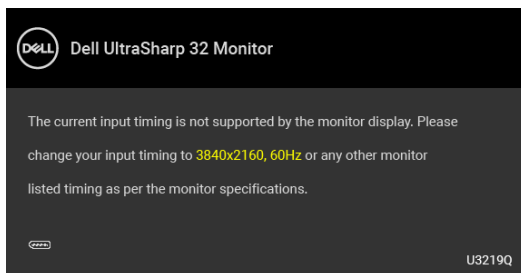 DELL
Dell UltraSharp 32 Monitor
The current input timing is not supported by the monitor display. Please
change your input timing to 3840x2160, 60Hz or any other monitor
listed timing as per the monitor specifications.
U3219Q